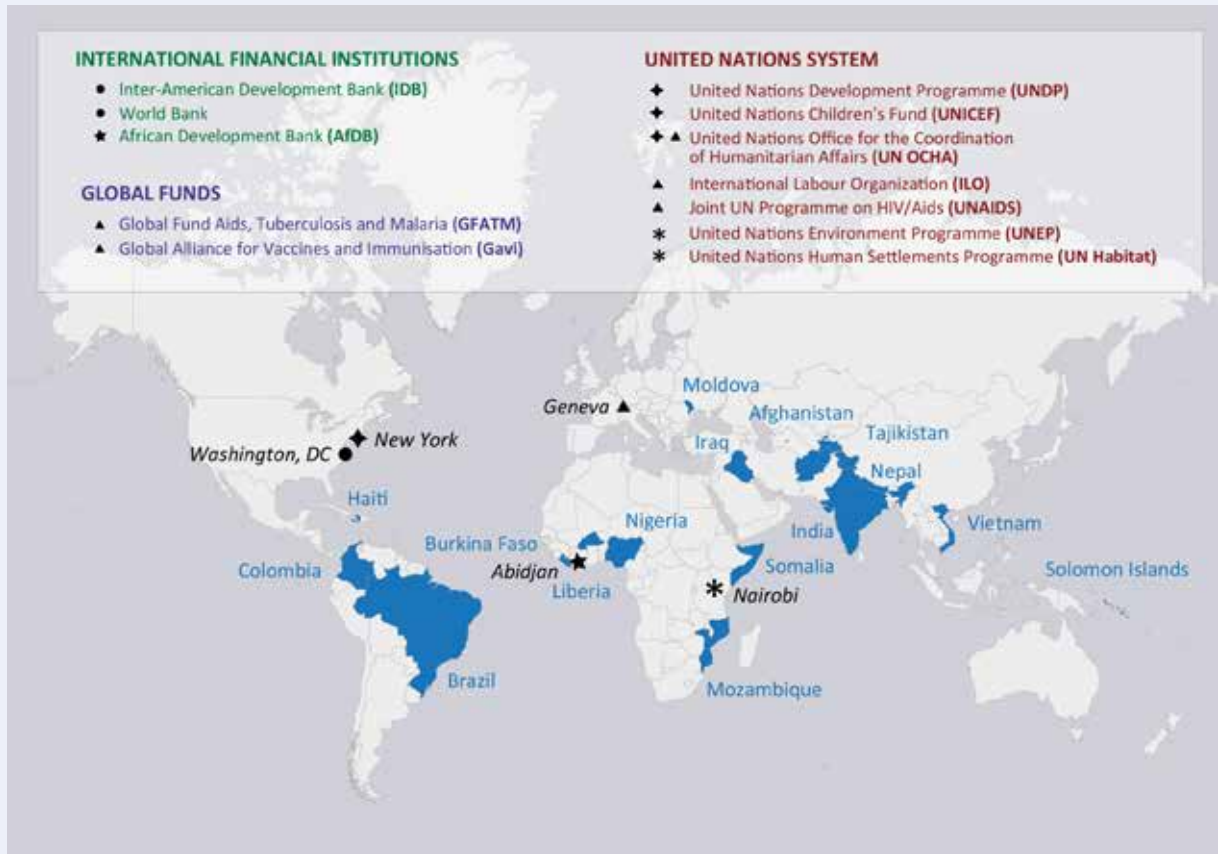 INTERNATIONAL FINANCIAL INSTITUTIONS
Inter-American Development Bank (IDB)
World Bank
African Development Bank (AfDB)
GLOBAL FUNDS
Global Fund Aids, Tuberculosis and Malaria (GFATM)
Global Alliance for Vaccines and Immunisation (Gavi)
UNITED NATIONS SYSTEM
United Nations Development Programme (UNDP)
United Nations Children's Fund (UNICEF)
United Nations Office for the Coordination
of Humanitarian Affairs (UN OCHA)
International Labour Organization (ILO)
Joint UN Programme on HIV/Aids (UNAIDS)
United Nations Environment Programme (UNEP)
United Nations Human Settlements Programme (UN Habitat)
Moldova
Geneva
Afghanistan
New York
Tajikistan
Iraq
Washington, DC
Nepal
Haiti
Nigeria
Vietnam
India
Burkina Faso
Somalia
Colombia
Abidjan
Solomon Islands
Liberia
Nairobi
Brazil
Mozambique